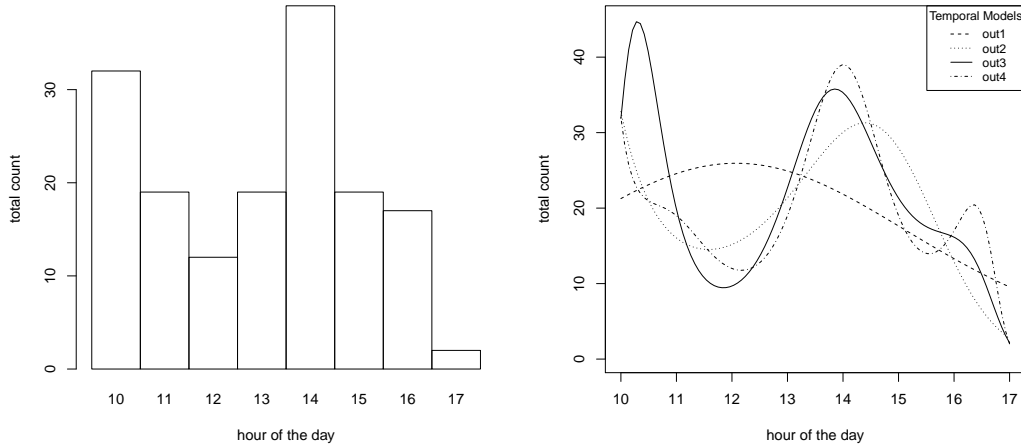 total count
0
10
20
30
10 11 12 13 14 15 16 17
hour of the day
total count
0
10
20
30
40
10 11 12 13 14 15 16 17
hour of the day
Temporal Models
out1
out2
out3
out4